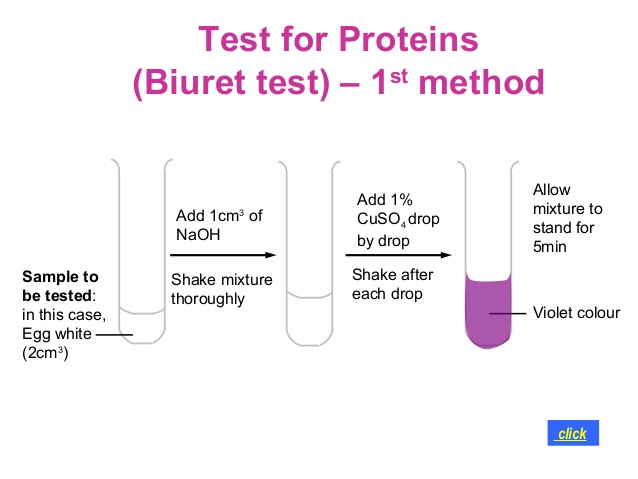 Test for Proteins
(Biuret test) – 1st method
Sample to
be tested:
in this case,
Egg white
(2cm³)
Add 1cm³ of
NaOH
Shake mixture
thoroughly
Add 1%
CuSO₄ drop
by drop
Shake after
each drop
Allow
mixture to
stand for
5min
Violet colour
click